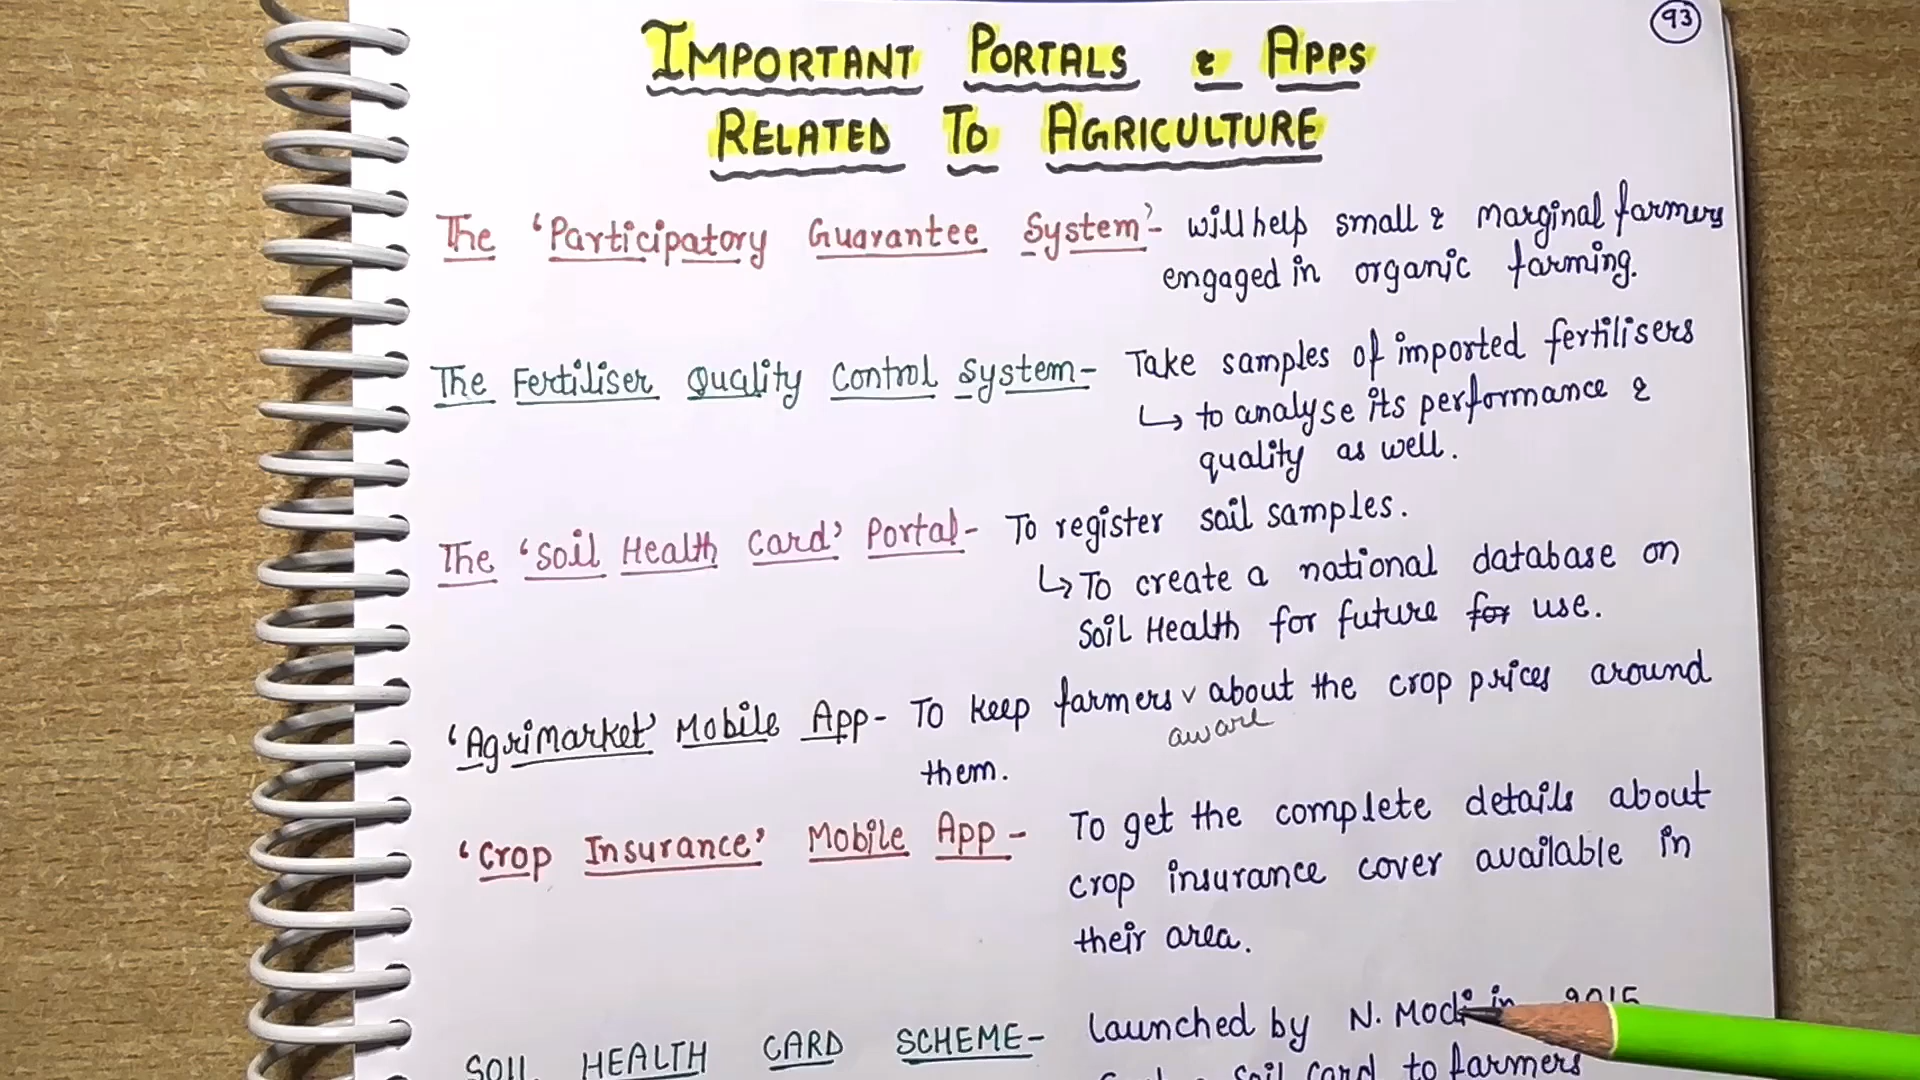 93
IMPORTANT PORTALS & APPS
RELATED TO AGRICULTURE
The 'Participatory Guarantee System'- will help small & marginal farmers
engaged in organic farming.
The Fertiliser Quality Control System- Take samples of imported fertilisers
↳ to analyse its performance &
quality as well.
The 'Soil Health Card' Portal- To register soil samples.
↳ To create a national database on
Soil Health for future for use.
'Agrimarket' Mobile App- To keep farmers v about the crop prices around
aware
them.
'Crop Insurance' Mobile App- To get the complete details about
crop insurance cover available in
their area.
SOIL HEALTH CARD SCHEME- launched by N. Modi in 2015
Soil Card to farmers